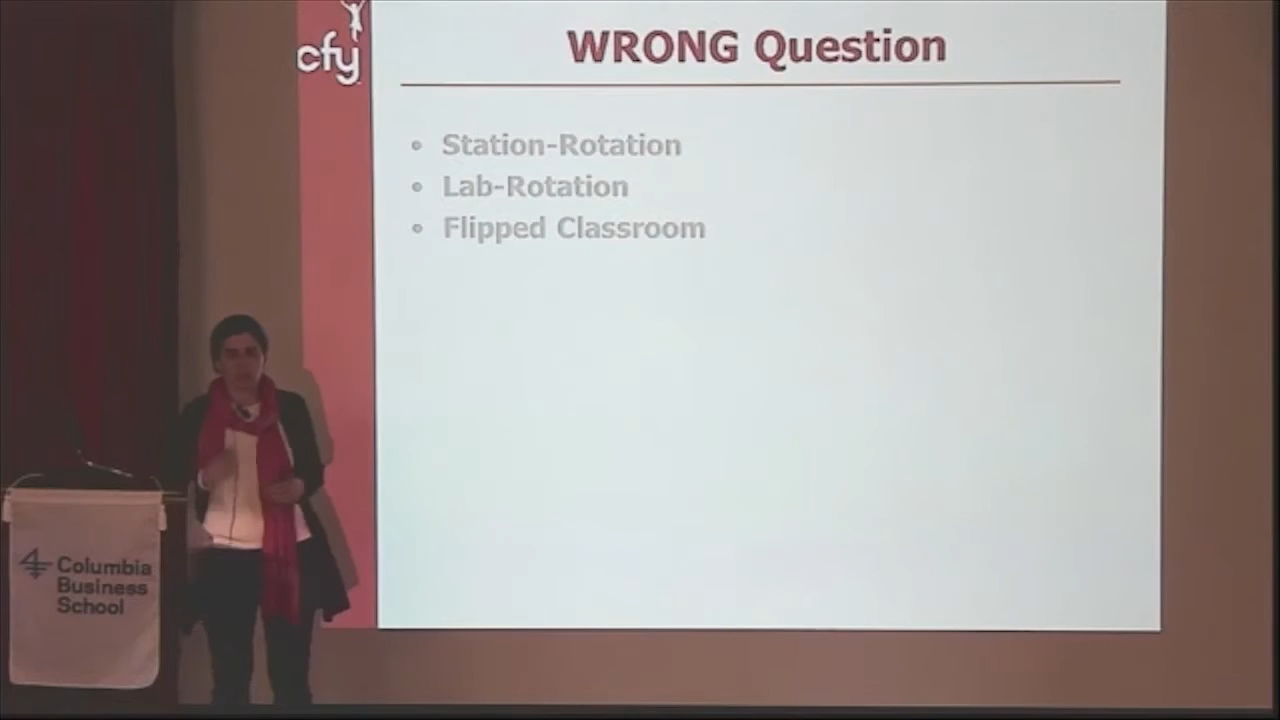 cfy
WRONG Question
• Station-Rotation
• Lab-Rotation
• Flipped Classroom
Columbia
Business
School